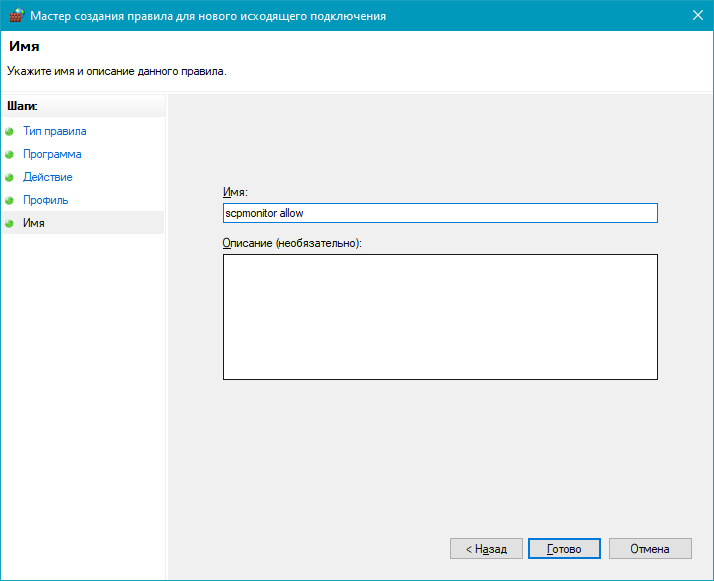 Мастер создания правила для нового исходящего подключения
Имя
Укажите имя и описание данного правила.
Шаги:
Тип правила
Программа
Действие
Профиль
Имя
Имя:
scpmonitor allow
Описание (необязательно):
< Назад
Готово
Отмена